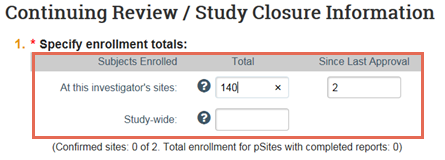 Continuing Review / Study Closure Information
1. * Specify enrollment totals:
Subjects Enrolled Total Since Last Approval
At this investigator's sites: ? 140 × 2
Study-wide: ?
(Confirmed sites: 0 of 2. Total enrollment for pSites with completed reports: 0)